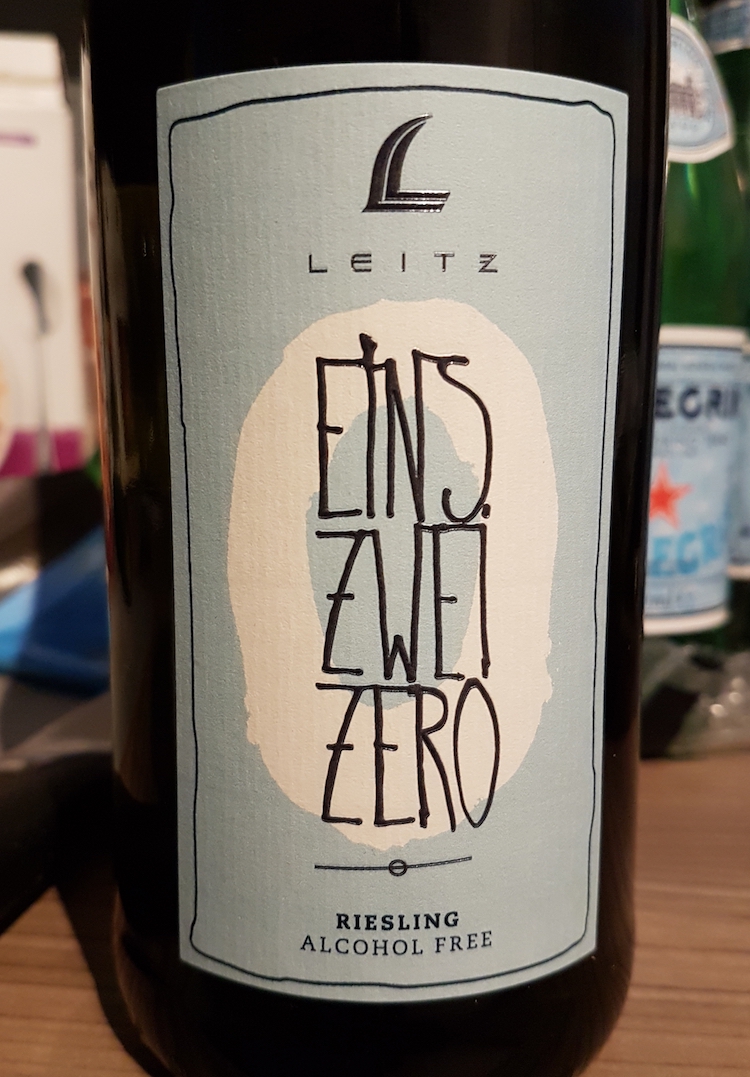 L
LEITZ
EINS.
ZWEI
ZERO
RIESLING
ALCOHOL FREE